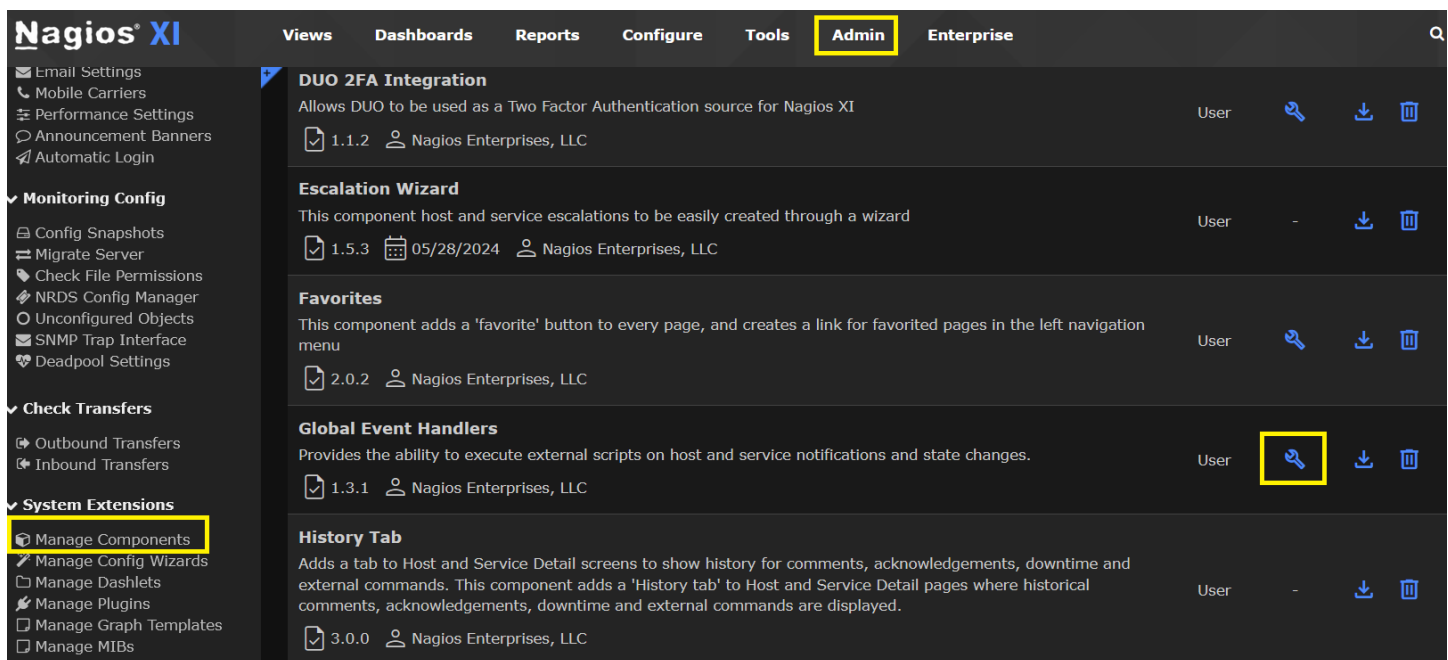 Nagios® XI
Views Dashboards Reports Configure Tools Admin Enterprise
Email Settings
Mobile Carriers
Performance Settings
Announcement Banners
Automatic Login
Monitoring Config
Config Snapshots
Migrate Server
Check File Permissions
NRDS Config Manager
Unconfigured Objects
SNMP Trap Interface
Deadpool Settings
Check Transfers
Outbound Transfers
Inbound Transfers
System Extensions
Manage Components
Manage Config Wizards
Manage Dashlets
Manage Plugins
Manage Graph Templates
Manage MIBs
DUO 2FA Integration
Allows DUO to be used as a Two Factor Authentication source for Nagios XI
User
1.1.2 Nagios Enterprises, LLC
Escalation Wizard
This component host and service escalations to be easily created through a wizard
User -
1.5.3 05/28/2024 Nagios Enterprises, LLC
Favorites
This component adds a 'favorite' button to every page, and creates a link for favorited pages in the left navigation
menu
User
2.0.2 Nagios Enterprises, LLC
Global Event Handlers
Provides the ability to execute external scripts on host and service notifications and state changes.
User
1.3.1 Nagios Enterprises, LLC
History Tab
Adds a tab to Host and Service Detail screens to show history for comments, acknowledgements, downtime and
external commands. This component adds a 'History tab' to Host and Service Detail pages where historical
comments, acknowledgements, downtime and external commands are displayed.
User -
3.0.0 Nagios Enterprises, LLC